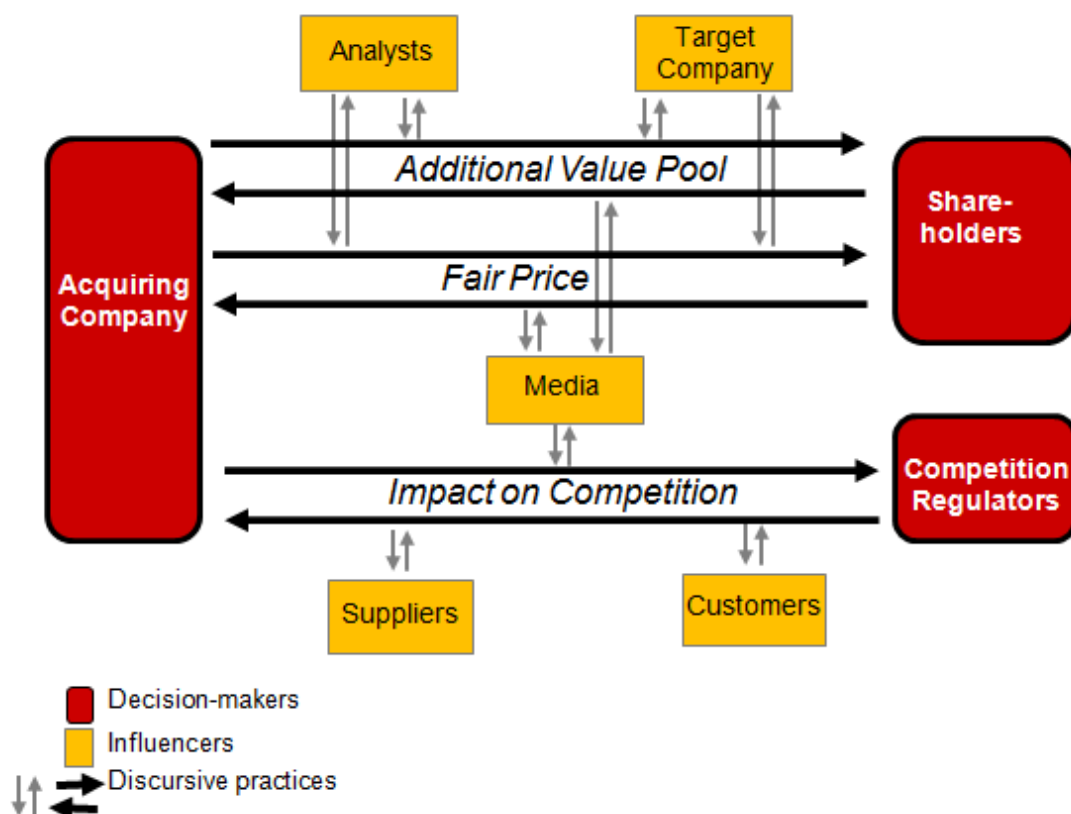 Analysts
Target
Company
Additional Value Pool
Share-
holders
Acquiring
Company
Fair Price
Media
Competition
Regulators
Impact on Competition
Suppliers
Customers
Decision-makers
Influencers
Discursive practices